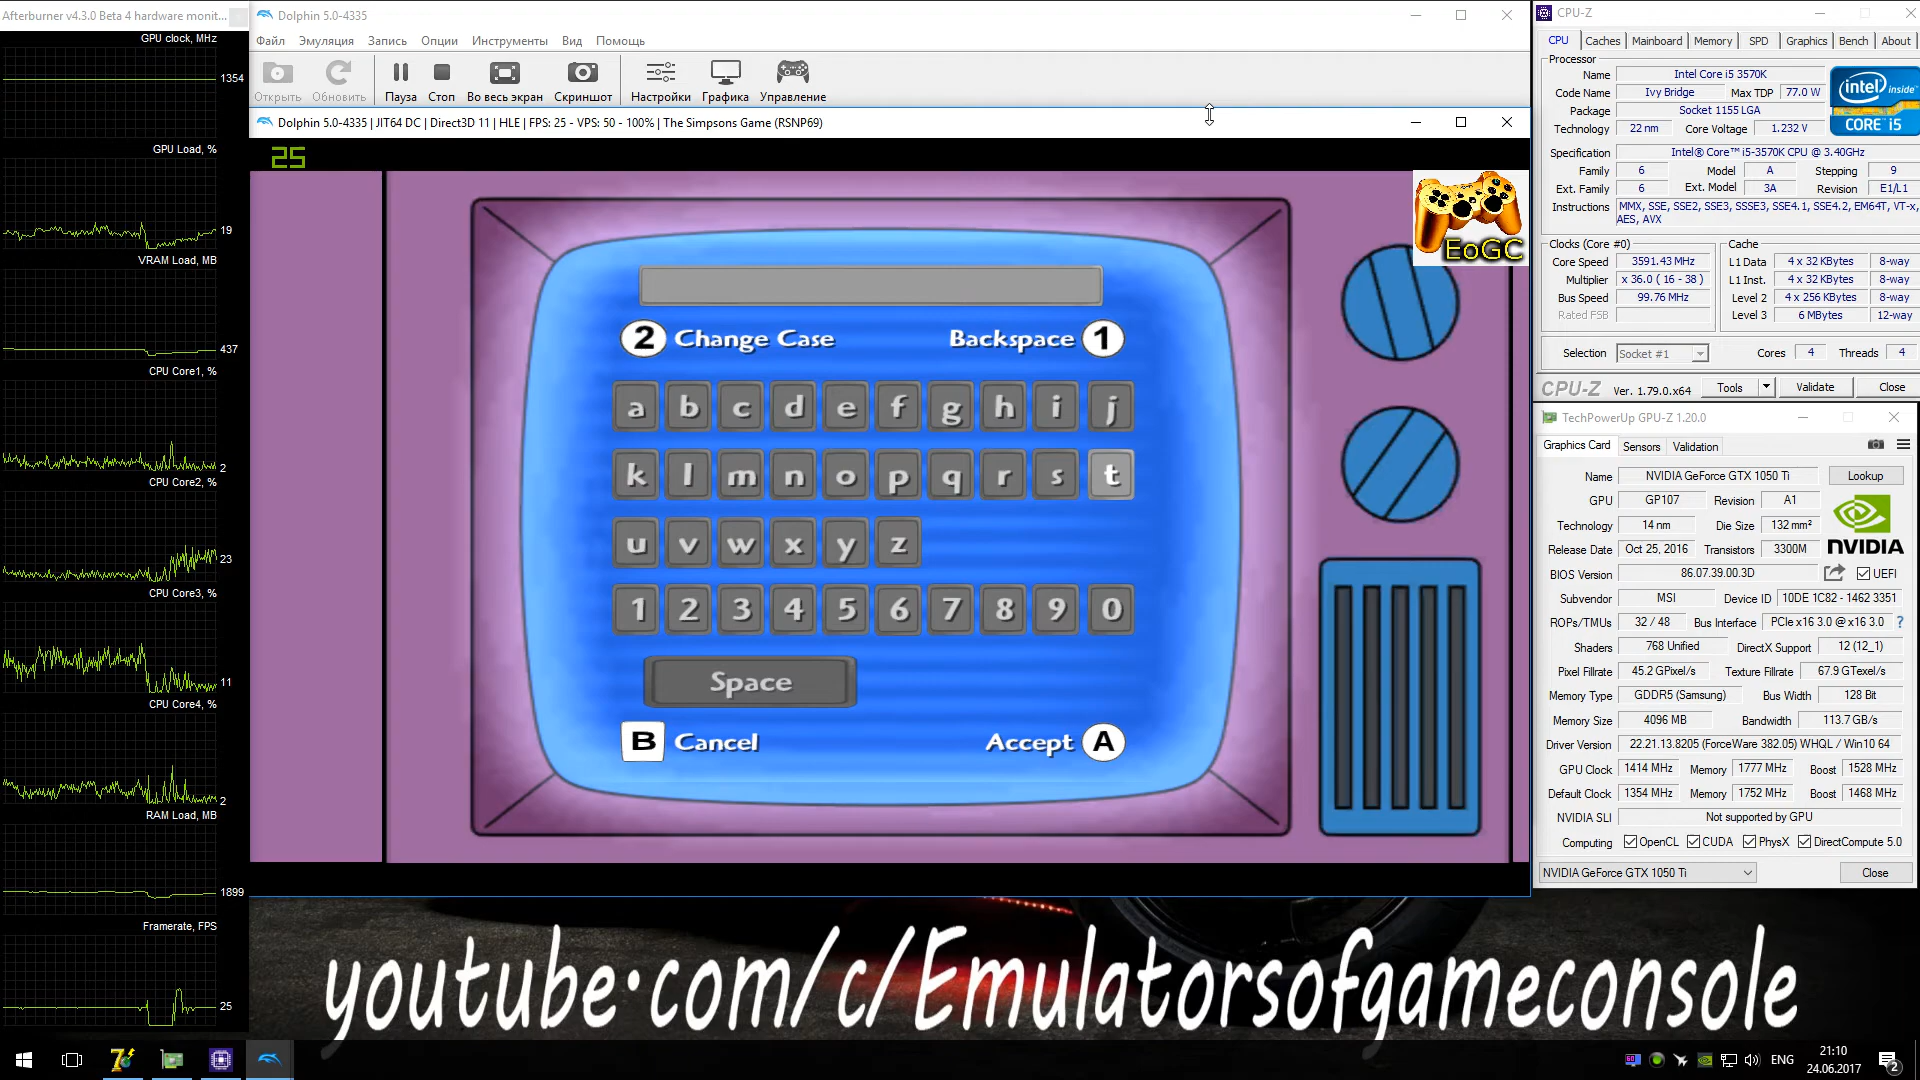 Afterburner v4.3.0 Beta 4 hardware monit...
GPU clock, MHz
1354
GPU Load, %
19
VRAM Load, MB
437
CPU Core1, %
2
CPU Core2, %
23
CPU Core3, %
11
CPU Core4, %
2
RAM Load, MB
1899
Framerate, FPS
25
Dolphin 5.0-4335
Файл Эмуляция Запись Опции Инструменты Вид Помощь
Открыть Обновить Пауза Стоп Во весь экран Скриншот Настройки Графика Управление
Dolphin 5.0-4335 | JIT64 DC | Direct3D 11 | HLE | FPS: 25 - VPS: 50 - 100% | The Simpsons Game (RSNP69)
25
EoGC
2 Change Case Backspace 1
a b c d e f g h i j
k l m n o p q r s t
u v w x y z
1 2 3 4 5 6 7 8 9 0
Space
B Cancel Accept A
youtube.com/c/Emulatorsofgameconsole
CPU-Z
CPU Caches Mainboard Memory SPD Graphics Bench About
Processor
Name Intel Core i5 3570K
Code Name Ivy Bridge Max TDP 77.0 W
Package Socket 1155 LGA
Technology 22 nm Core Voltage 1.232 V
intel inside™
CORE™ i5
Specification Intel® Core™ i5-3570K CPU @ 3.40GHz
Family 6 Model A Stepping 9
Ext. Family 6 Ext. Model 3A Revision E1/L1
Instructions MMX, SSE, SSE2, SSE3, SSSE3, SSE4.1, SSE4.2, EM64T, VT-x,
AES, AVX
Clocks (Core #0)
Core Speed 3591.43 MHz
Multiplier x 36.0 ( 16 - 38 )
Bus Speed 99.76 MHz
Rated FSB
Cache
L1 Data 4 x 32 KBytes 8-way
L1 Inst. 4 x 32 KBytes 8-way
Level 2 4 x 256 KBytes 8-way
Level 3 6 MBytes 12-way
Selection Socket #1 Cores 4 Threads 4
CPU-Z Ver. 1.79.0.x64 Tools Validate Close
TechPowerUp GPU-Z 1.20.0
Graphics Card Sensors Validation
Name NVIDIA GeForce GTX 1050 Ti Lookup
GPU GP107 Revision A1
Technology 14 nm Die Size 132 mm²
Release Date Oct 25, 2016 Transistors 3300M
NVIDIA
BIOS Version 86.07.39.00.3D UEFI
Subvendor MSI Device ID 10DE 1C82 - 1462 3351
ROPs/TMUs 32 / 48 Bus Interface PCIe x16 3.0 @ x16 3.0 ?
Shaders 768 Unified DirectX Support 12 (12_1)
Pixel Fillrate 45.2 GPixel/s Texture Fillrate 67.9 GTexel/s
Memory Type GDDR5 (Samsung) Bus Width 128 Bit
Memory Size 4096 MB Bandwidth 113.7 GB/s
Driver Version 22.21.13.8205 (ForceWare 382.05) WHQL / Win10 64
GPU Clock 1414 MHz Memory 1777 MHz Boost 1528 MHz
Default Clock 1354 MHz Memory 1752 MHz Boost 1468 MHz
NVIDIA SLI Not supported by GPU
Computing OpenCL CUDA PhysX DirectCompute 5.0
NVIDIA GeForce GTX 1050 Ti Close
ENG
21:10
24.06.2017
2